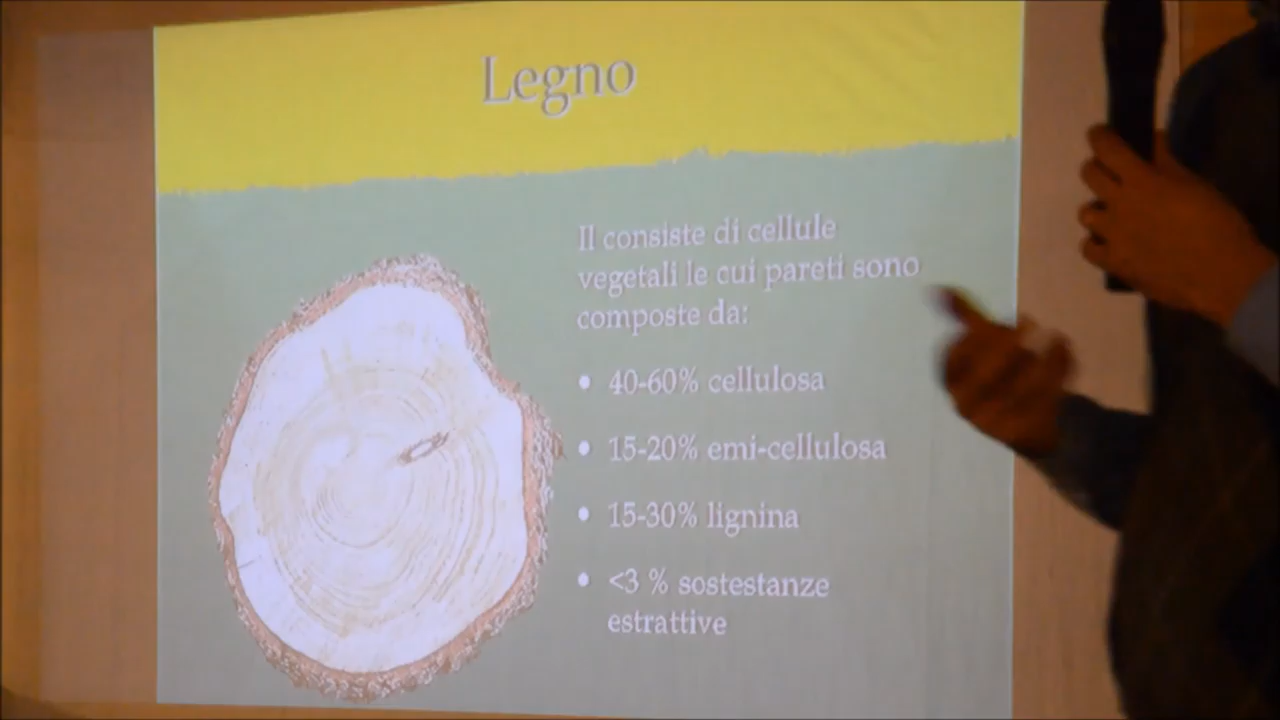 Legno
Il consiste di cellule
vegetali le cui pareti sono
composte da:
• 40-60% cellulosa
• 15-20% emi-cellulosa
• 15-30% lignina
• <3 % sostestanze
estrattive